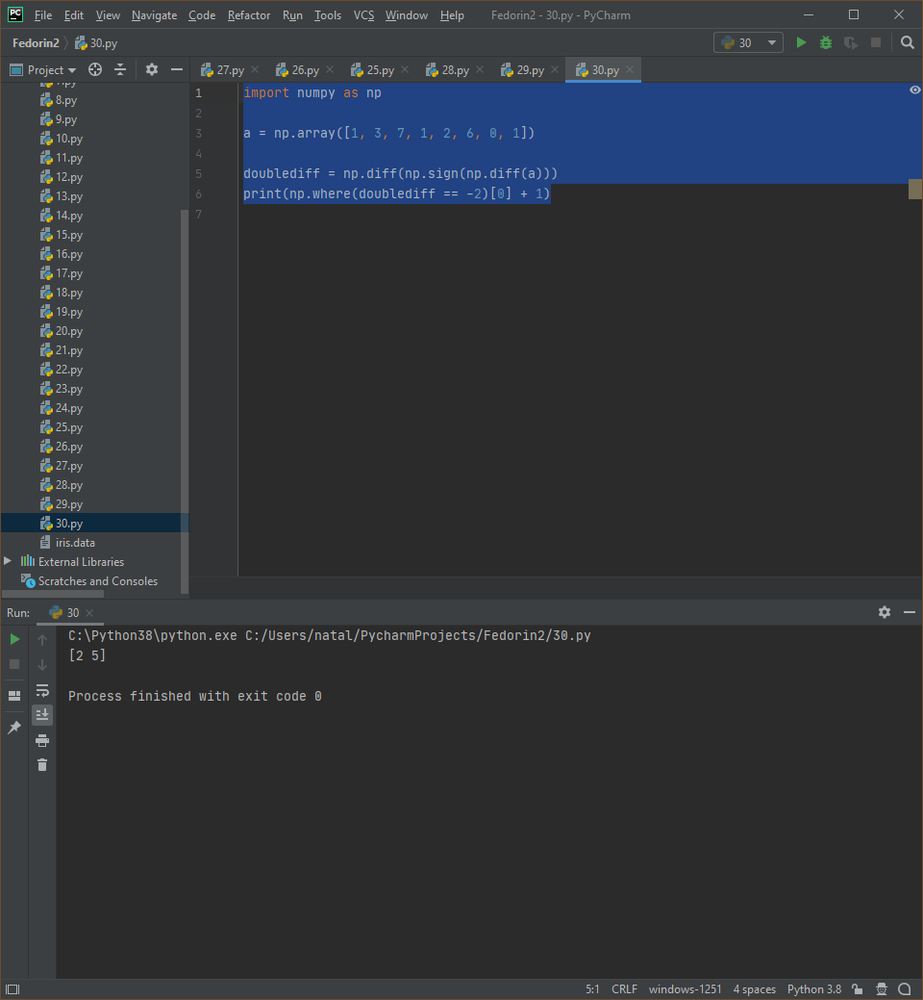 PC File Edit View Navigate Code Refactor Run Tools VCS Window Help Fedorin2 - 30.py - PyCharm
Fedorin2 30.py 30
Project 27.py 26.py 25.py 28.py 29.py 30.py
8.py
9.py
10.py
11.py
12.py
13.py
14.py
15.py
16.py
17.py
18.py
19.py
20.py
21.py
22.py
23.py
24.py
25.py
26.py
27.py
28.py
29.py
30.py
iris.data
External Libraries
Scratches and Consoles
1 import numpy as np
2
3 a = np.array([1, 3, 7, 1, 2, 6, 0, 1])
4
5 doublediff = np.diff(np.sign(np.diff(a)))
6 print(np.where(doublediff == -2)[0] + 1)
7
Run: 30
C:\Python38\python.exe C:/Users/natal/PycharmProjects/Fedorin2/30.py
[2 5]
Process finished with exit code 0
5:1 CRLF windows-1251 4 spaces Python 3.8